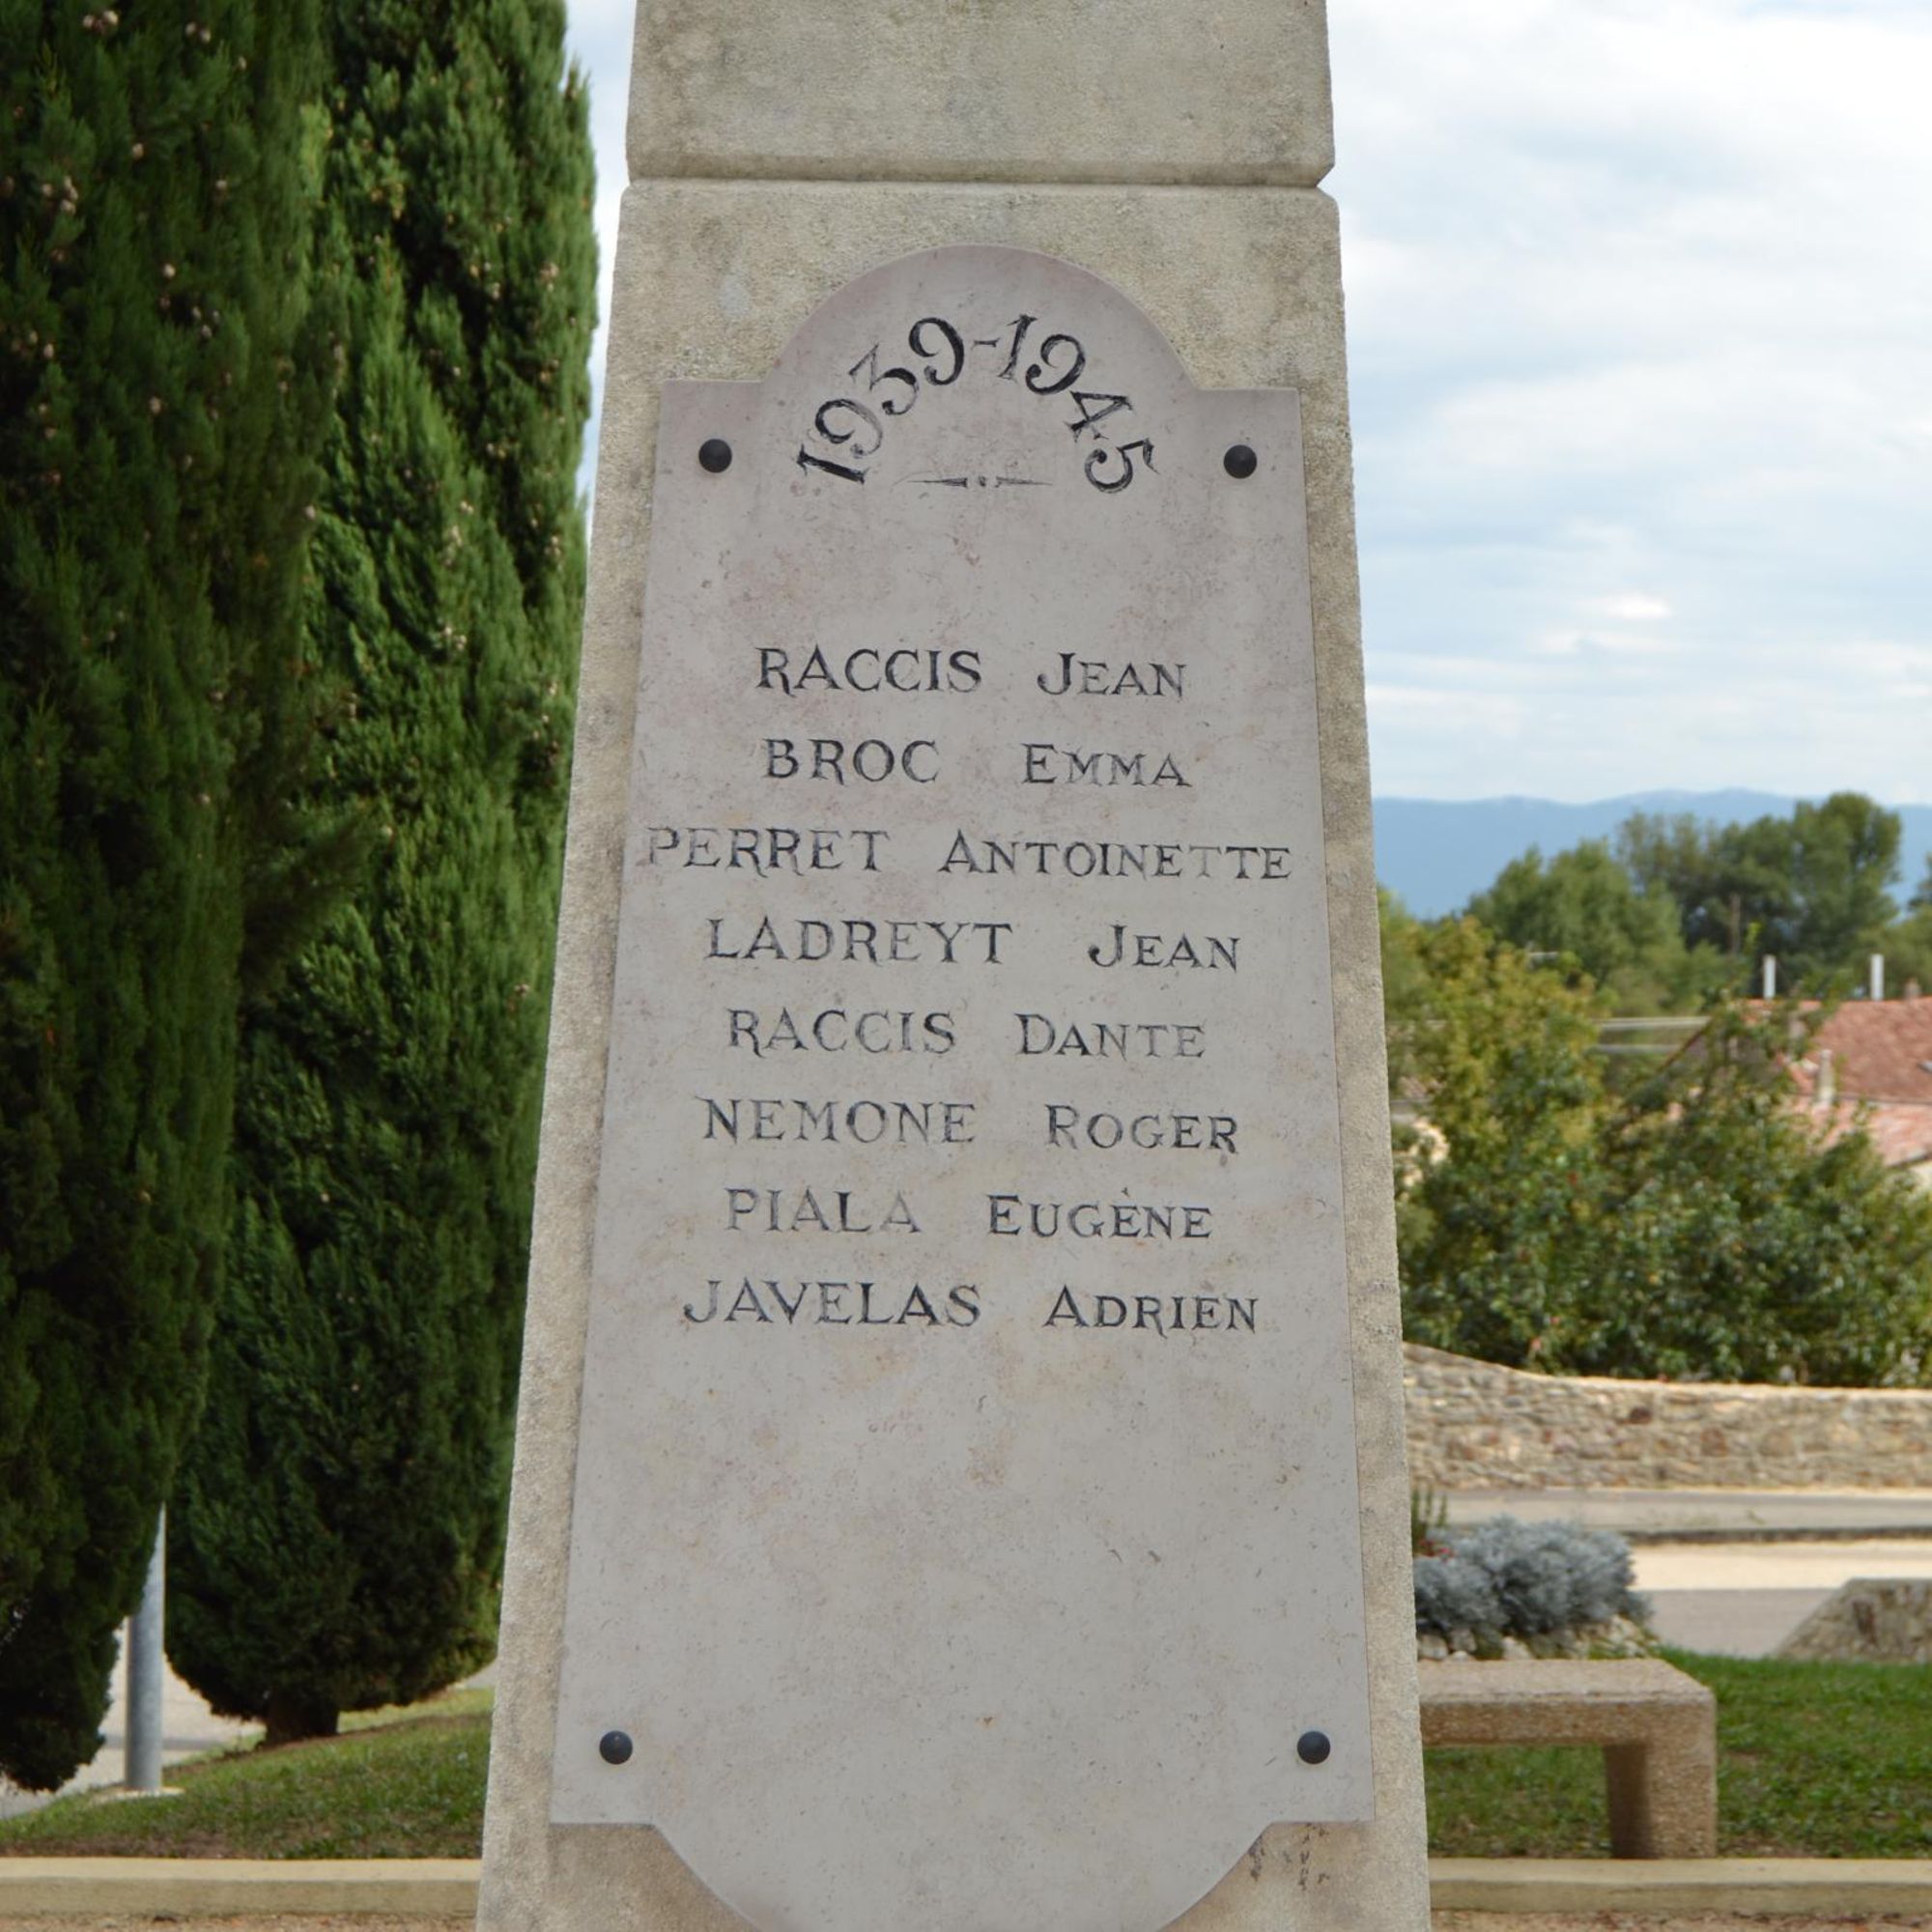 1939-1945
RACCIS JEAN
BROC EMMA
PERRET ANTOINETTE
LADREYT JEAN
RACCIS DANTE
NEMONE ROGER
PIALA EUGÈNE
JAVELAS ADRIEN